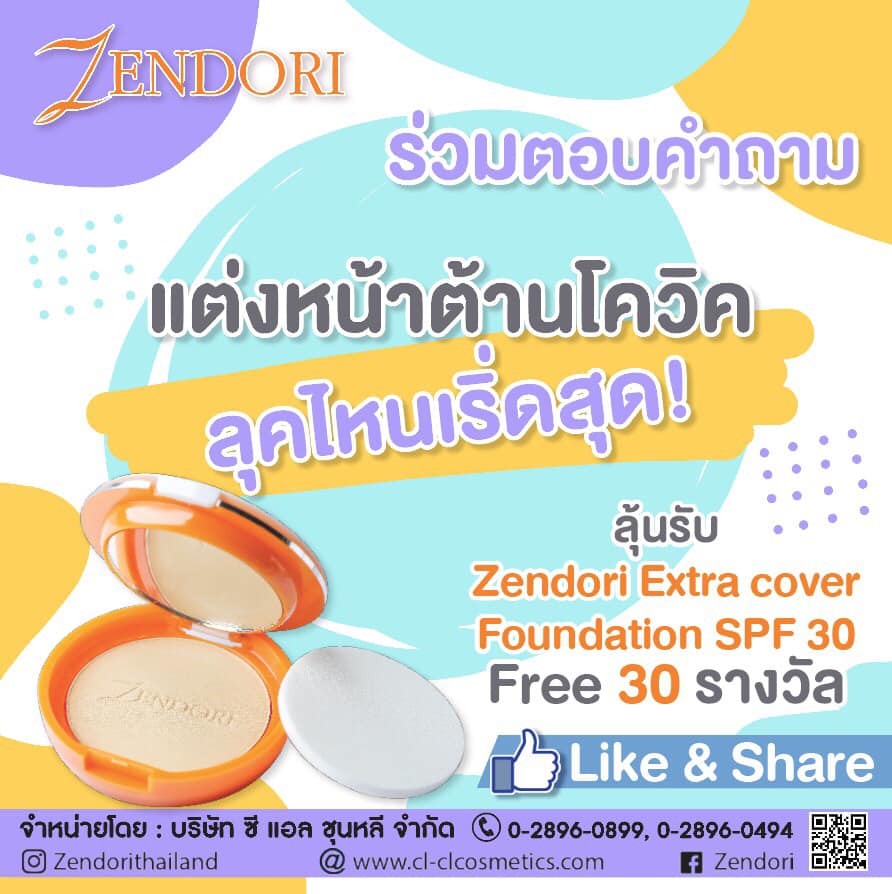 ZENDORI
ร่วมตอบคำถาม
แต่งหน้าต้านโควิค
ลุคไหนเริ่ดสุด!
ลุ้นรับ
Zendori Extra cover
Foundation SPF 30
Free 30 รางวัล
ZENDORI
Like & Share
จำหน่ายโดย : บริษัท ซี แอล ชุนหลี จำกัด 0-2896-0899, 0-2896-0494
Zendorithailand @ www.cl-clcosmetics.com Zendori